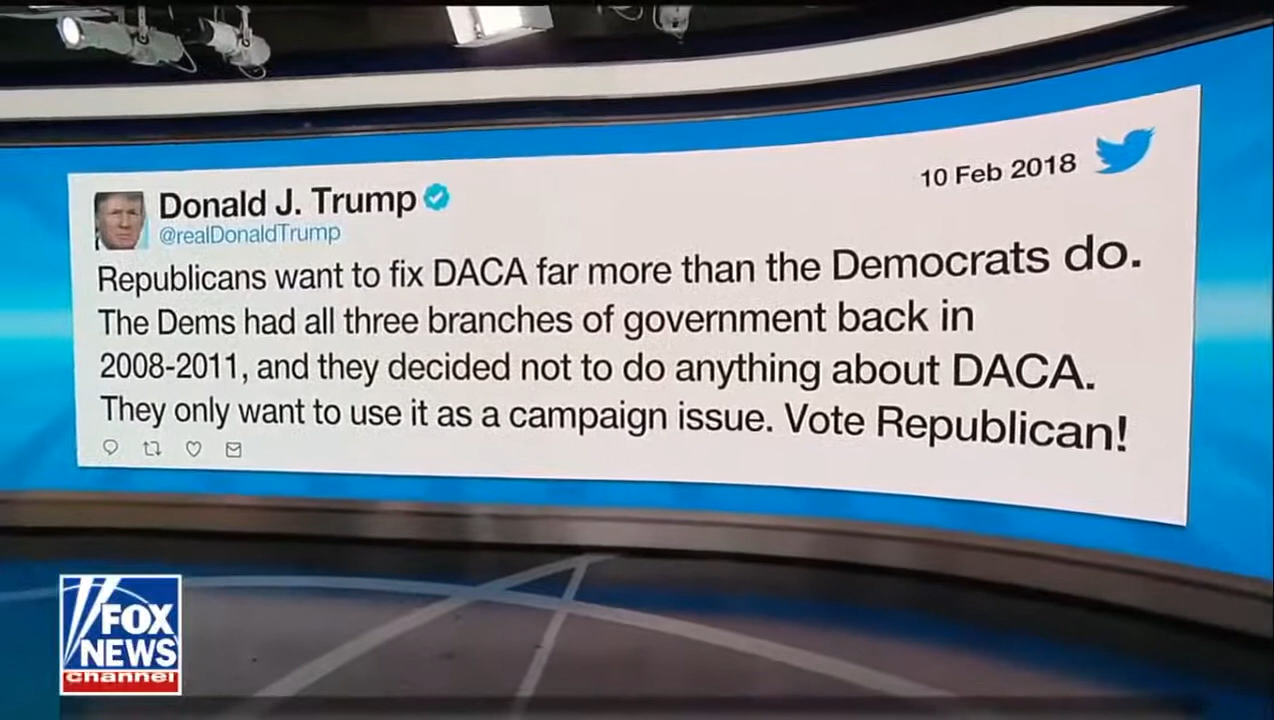 10 Feb 2018
Donald J. Trump
@realDonaldTrump
Republicans want to fix DACA far more than the Democrats do.
The Dems had all three branches of government back in
2008-2011, and they decided not to do anything about DACA.
They only want to use it as a campaign issue. Vote Republican!
FOX
NEWS
channel